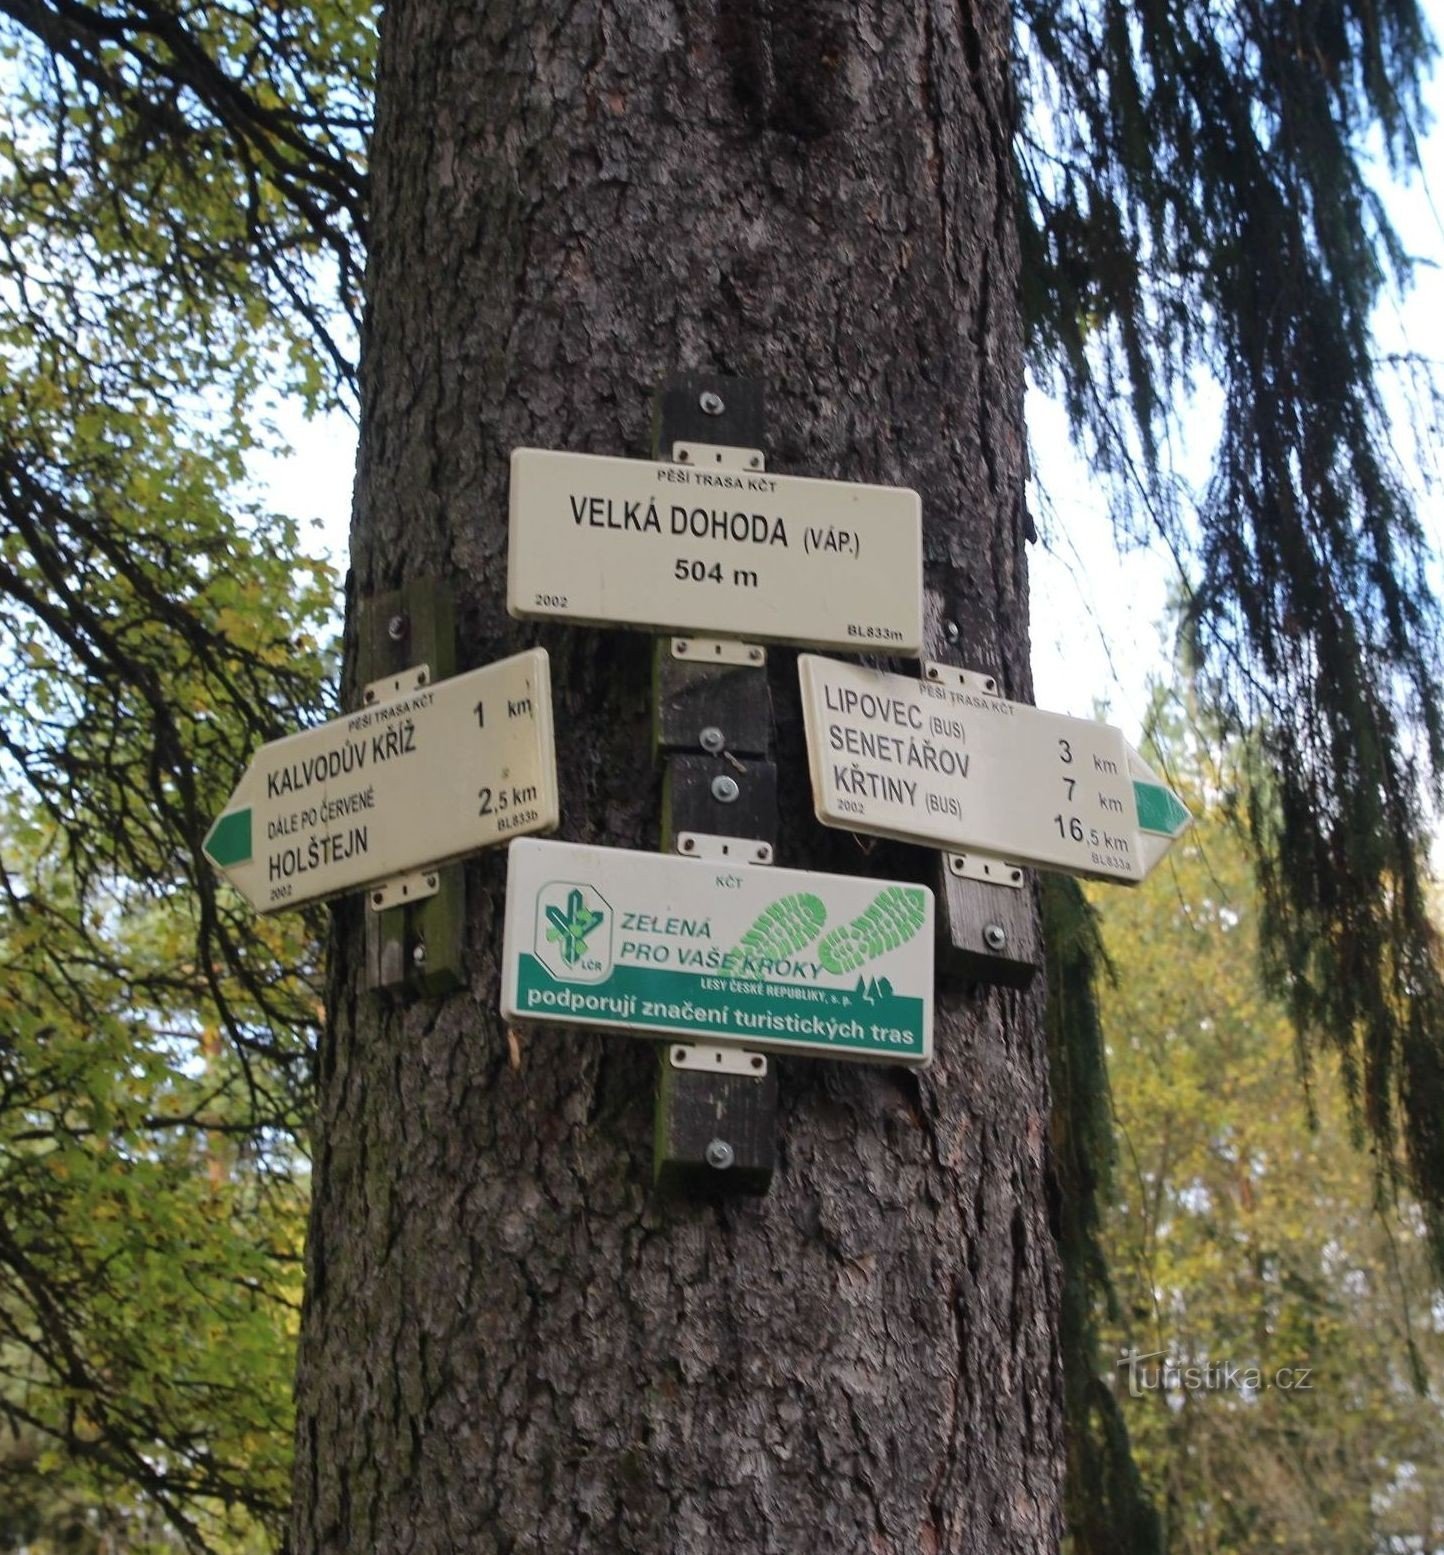 PĚŠÍ TRASA KČT
VELKÁ DOHODA (VÁP.)
504 m
2002 BL833m
PĚŠÍ TRASA KČT
KALVODŮV KŘÍŽ 1 km
DÁLE PO ČERVENÉ
HOLŠTEJN 2,5 km
2002 BL833b
PĚŠÍ TRASA KČT
LIPOVEC (BUS) 3 km
SENETÁŘOV 7 km
KŘTINY (BUS) 16,5 km
2002 BL833a
KČT
ZELENÁ
PRO VAŠE KROKY
LČR
LESY ČESKÉ REPUBLIKY, s. p.
podporují značení turistických tras
Turistika.cz